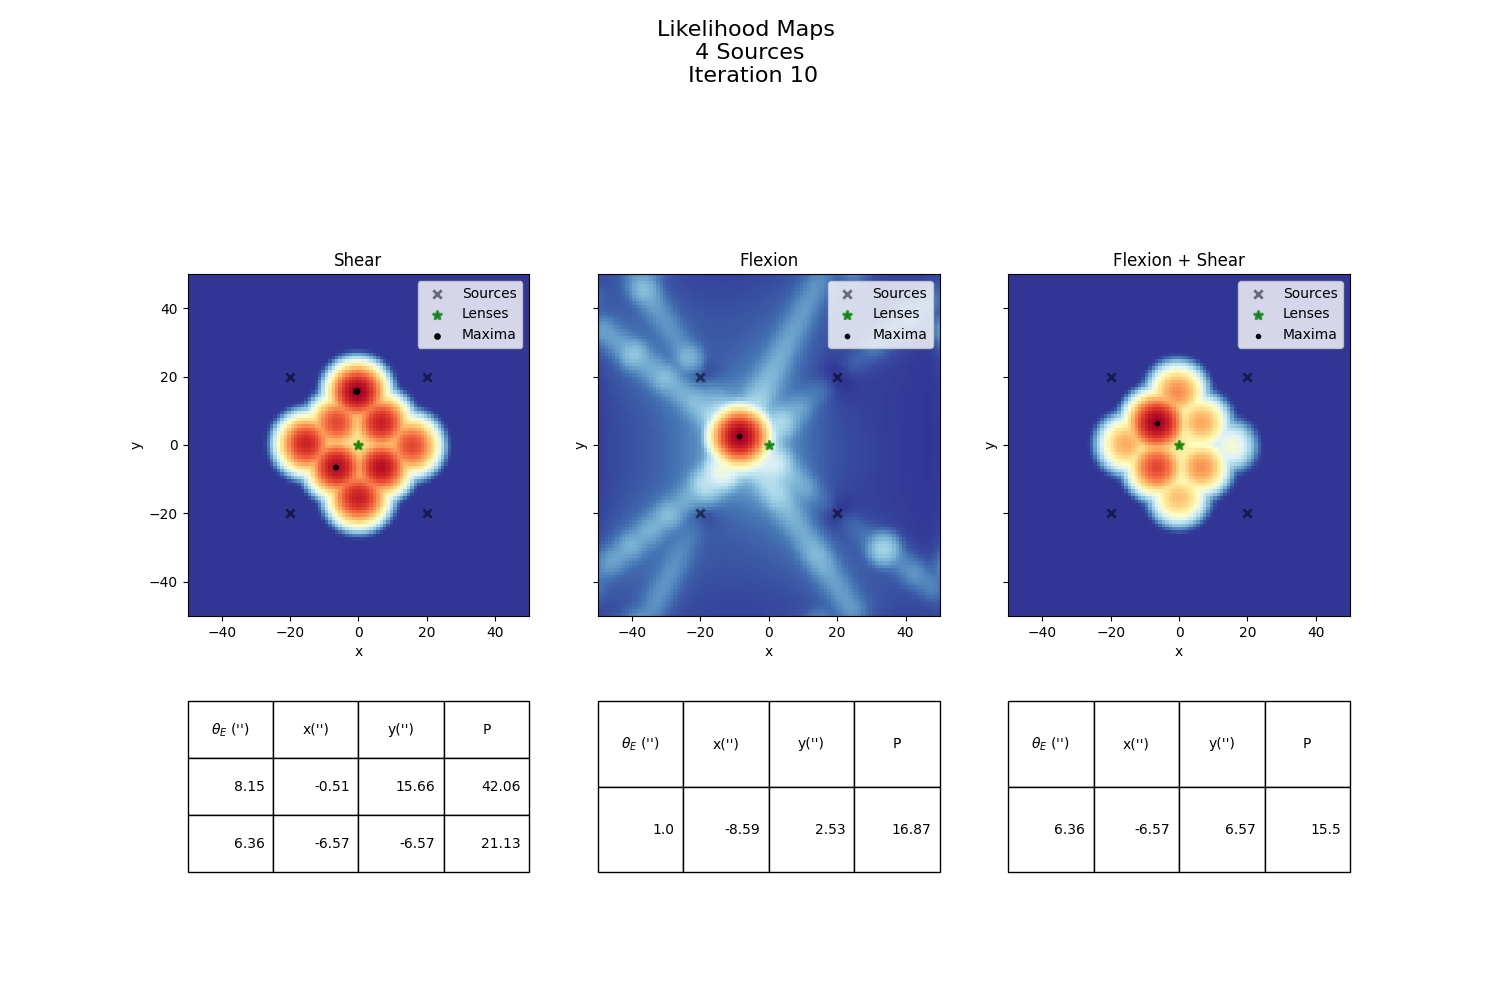 Likelihood Maps
4 Sources
Iteration 10
Shear
Flexion
Flexion + Shear
Sources
Lenses
Maxima
Sources
Lenses
Maxima
Sources
Lenses
Maxima
40
20
0
−20
−40
y
y
y
−40 −20 0 20 40
−40 −20 0 20 40
−40 −20 0 20 40
x
x
x
θE ('') x('') y('') P
8.15 -0.51 15.66 42.06
6.36 -6.57 -6.57 21.13
θE ('') x('') y('') P
1.0 -8.59 2.53 16.87
θE ('') x('') y('') P
6.36 -6.57 6.57 15.5